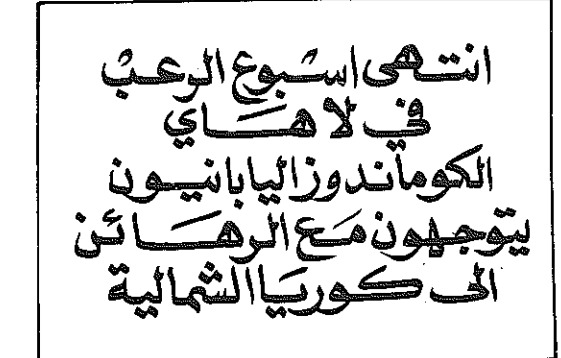 انتهى اسبوع الرعب
في لاهاي
الكوماندوز اليابانيون
يتوجهون مع الرهائن
الى كوريا الشمالية